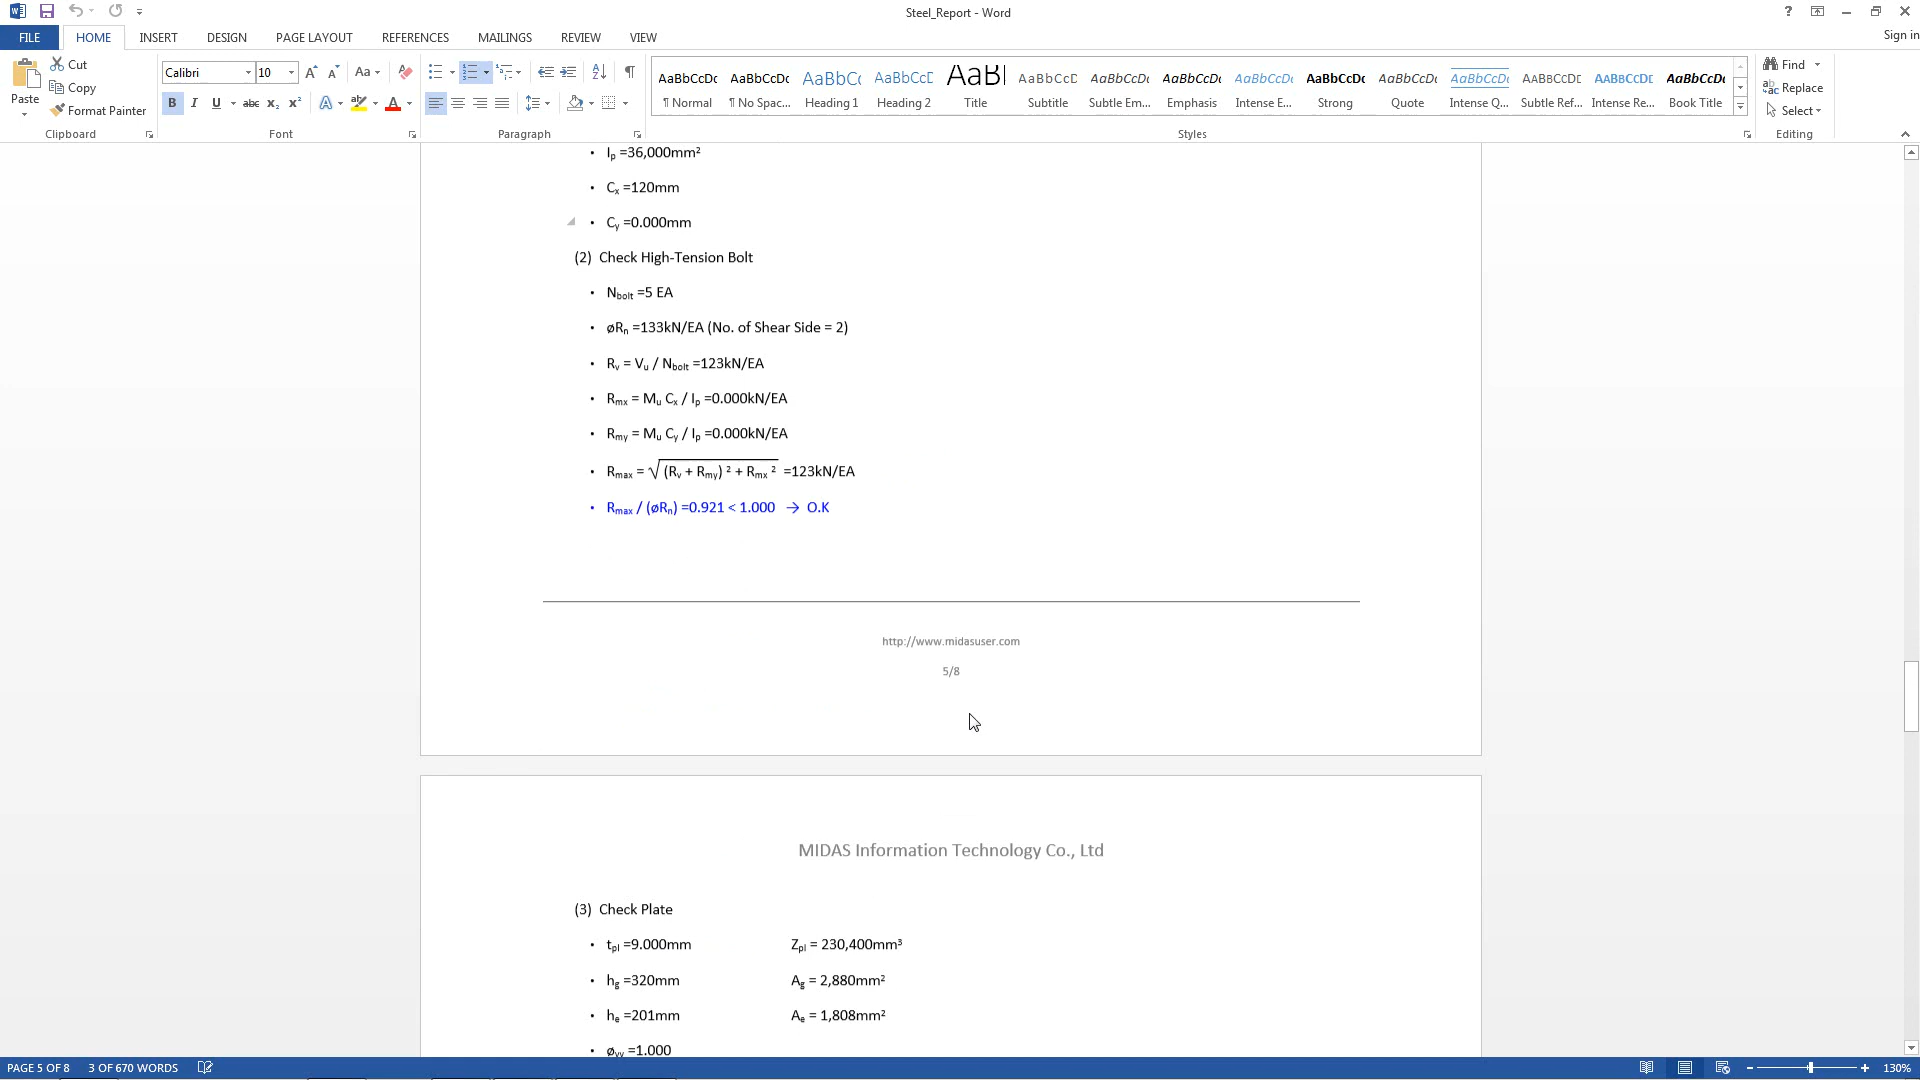 Steel_Report - Word
Sign in
FILE HOME INSERT DESIGN PAGE LAYOUT REFERENCES MAILINGS REVIEW VIEW
Paste
Cut
Copy
Format Painter
Clipboard
Calibri 10
Font
Paragraph
AaBbCcDc AaBbCcDc AaBbCc AaBbCcD AaBl AaBbCcD AaBbCcDc AaBbCcDc AaBbCcDc AaBbCcDc AaBbCcDc AaBbCcDc AaBbCcDc AaBbCcDc AaBbCcDc
¶ Normal ¶ No Spac... Heading 1 Heading 2 Title Subtitle Subtle Em... Emphasis Intense E... Strong Quote Intense Q... Subtle Ref... Intense Re... Book Title
Styles
Find
Replace
Select
Editing
• Ip =36,000mm²
• Cx =120mm
• Cy =0.000mm
(2) Check High-Tension Bolt
• Nbolt =5 EA
• øRn =133kN/EA (No. of Shear Side = 2)
• Rv = Vu / Nbolt =123kN/EA
• Rmx = Mu Cx / Ip =0.000kN/EA
• Rmy = Mu Cy / Ip =0.000kN/EA
• Rmax = √(Rv + Rmy) ² + Rmx ² =123kN/EA
• Rmax / (øRn) =0.921 < 1.000 → O.K
http://www.midasuser.com
5/8
MIDAS Information Technology Co., Ltd
(3) Check Plate
• tpl =9.000mm Zpl = 230,400mm³
• hg =320mm Ag = 2,880mm²
• he =201mm Ae = 1,808mm²
• øvy =1.000
PAGE 5 OF 8 3 OF 670 WORDS
130%